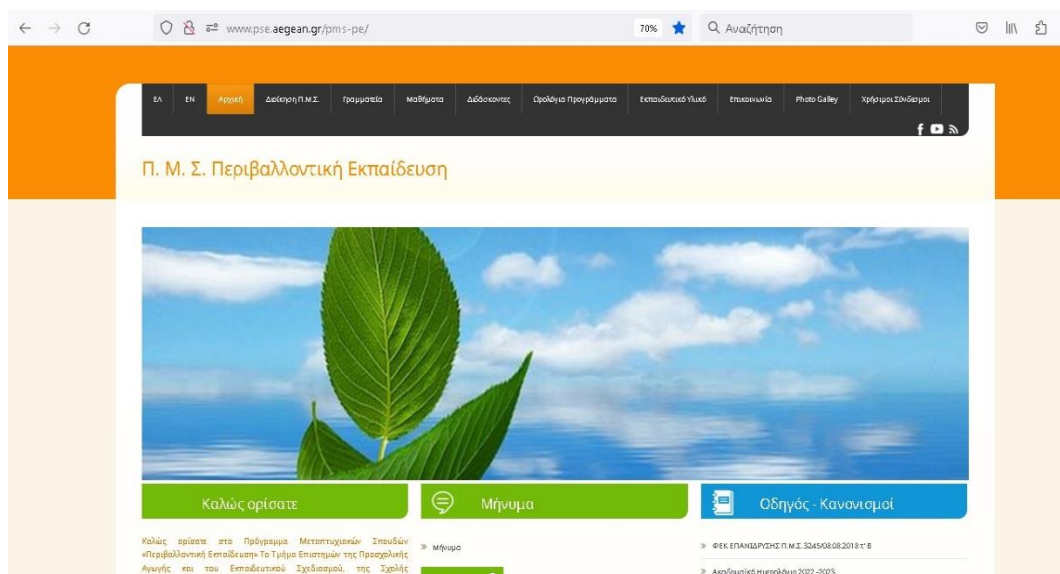 www.pse.aegean.gr/pms-pe/ 70% Αναζήτηση
ΕΛ ΕΝ Αρχική Διοίκηση Π.Μ.Σ. Γραμματεία Μαθήματα Διδάσκοντες Ωρολόγια Προγράμματα Εκπαιδευτικό Υλικό Επικοινωνία Photo Galley Χρήσιμοι Σύνδεσμοι
Π. Μ. Σ. Περιβαλλοντική Εκπαίδευση
Καλώς ορίσατε Μήνυμα Οδηγός - Κανονισμοί
Καλώς ορίσατε στο Πρόγραμμα Μεταπτυχιακών Σπουδών
«Περιβαλλοντική Εκπαίδευση» Το Τμήμα Επιστημών της Προσχολικής
Αγωγής και του Εκπαιδευτικού Σχεδιασμού, της Σχολής
Μήνυμα
ΦΕΚ ΕΠΑΝΙΔΡΥΣΗΣ Π.Μ.Σ. 3245/08.08.2018 τ' Β
Ακαδημαϊκό Ημερολόγιο 2022 -2023